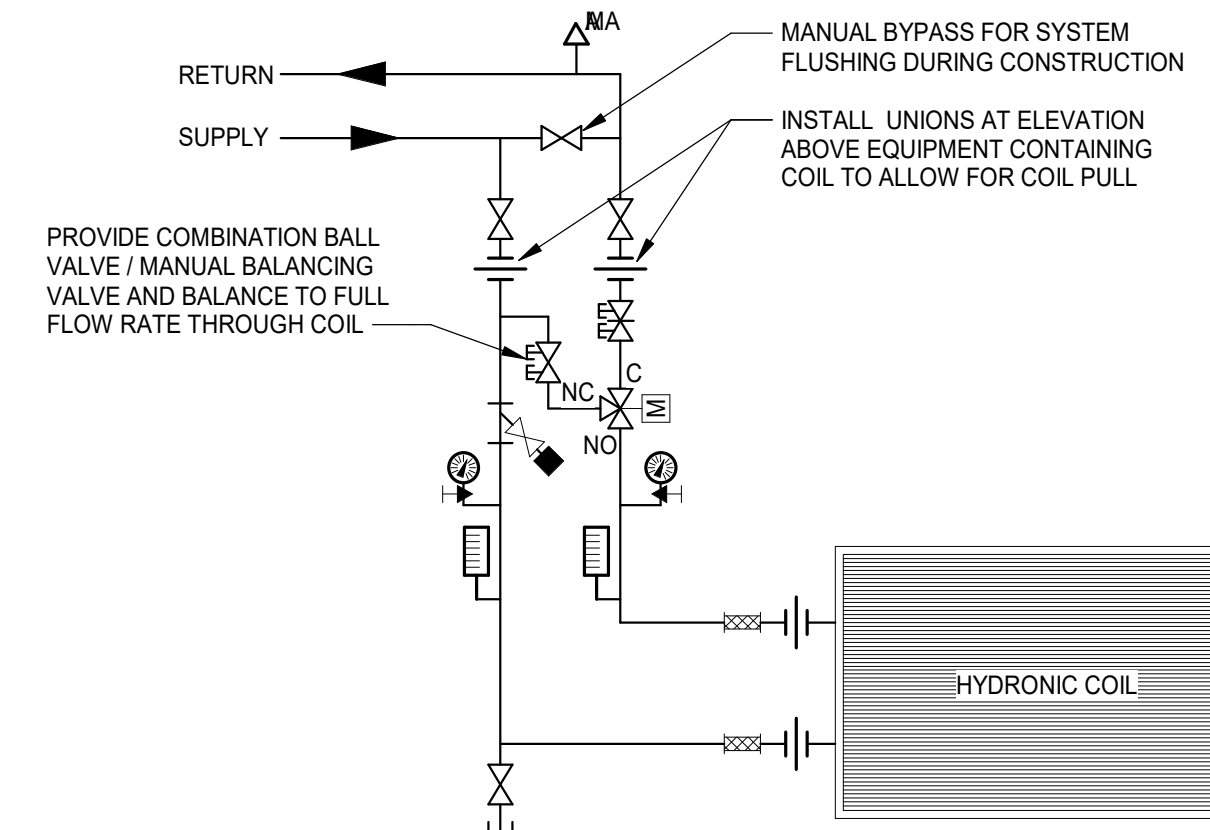 MA
RETURN
SUPPLY
MANUAL BYPASS FOR SYSTEM
FLUSHING DURING CONSTRUCTION
INSTALL UNIONS AT ELEVATION
ABOVE EQUIPMENT CONTAINING
COIL TO ALLOW FOR COIL PULL
PROVIDE COMBINATION BALL
VALVE / MANUAL BALANCING
VALVE AND BALANCE TO FULL
FLOW RATE THROUGH COIL
C
NC
M
NO
HYDRONIC COIL